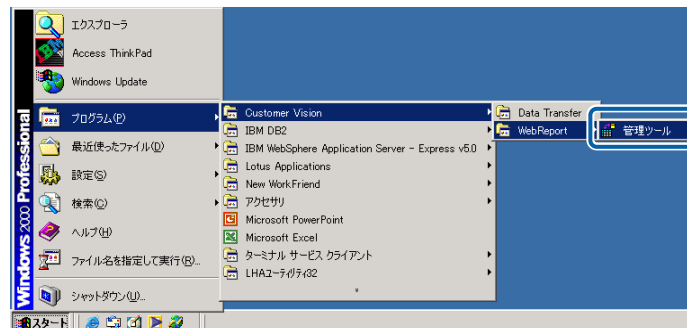 エクスプローラ
Access ThinkPad
Windows Update
プログラム(P)
最近使ったファイル(D)
設定(S)
検索(C)
ヘルプ(H)
ファイル名を指定して実行(R)...
シャットダウン(U)...
Windows 2000 Professional
スタート
Customer Vision
IBM DB2
IBM WebSphere Application Server - Express v5.0
Lotus Applications
New WorkFriend
アクセサリ
Microsoft PowerPoint
Microsoft Excel
ターミナル サービス クライアント
LHAユーティリティ32
Data Transfer
WebReport
管理ツール